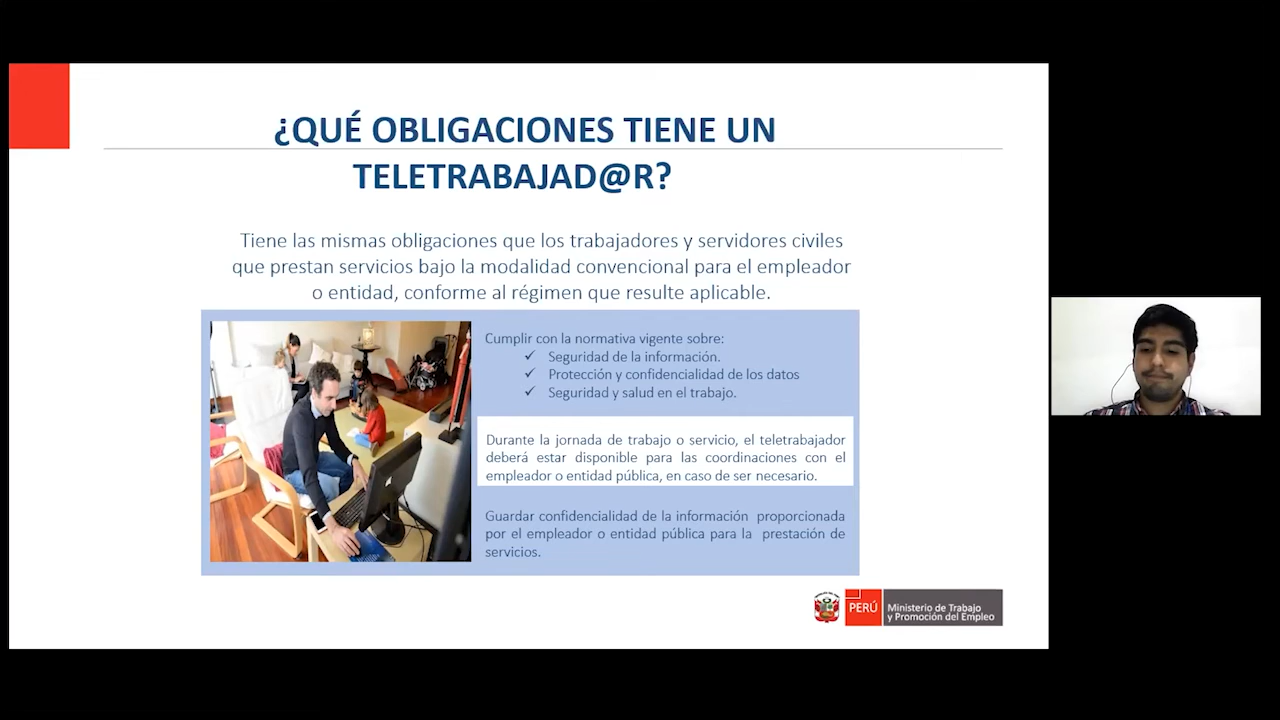 ¿QUÉ OBLIGACIONES TIENE UN
TELETRABAJAD@R?
Tiene las mismas obligaciones que los trabajadores y servidores civiles
que prestan servicios bajo la modalidad convencional para el empleador
o entidad, conforme al régimen que resulte aplicable.
Cumplir con la normativa vigente sobre:
✓ Seguridad de la información.
✓ Protección y confidencialidad de los datos
✓ Seguridad y salud en el trabajo.
Durante la jornada de trabajo o servicio, el teletrabajador
deberá estar disponible para las coordinaciones con el
empleador o entidad pública, en caso de ser necesario.
Guardar confidencialidad de la información proporcionada
por el empleador o entidad pública para la prestación de
servicios.
PERÚ
Ministerio de Trabajo
y Promoción del Empleo